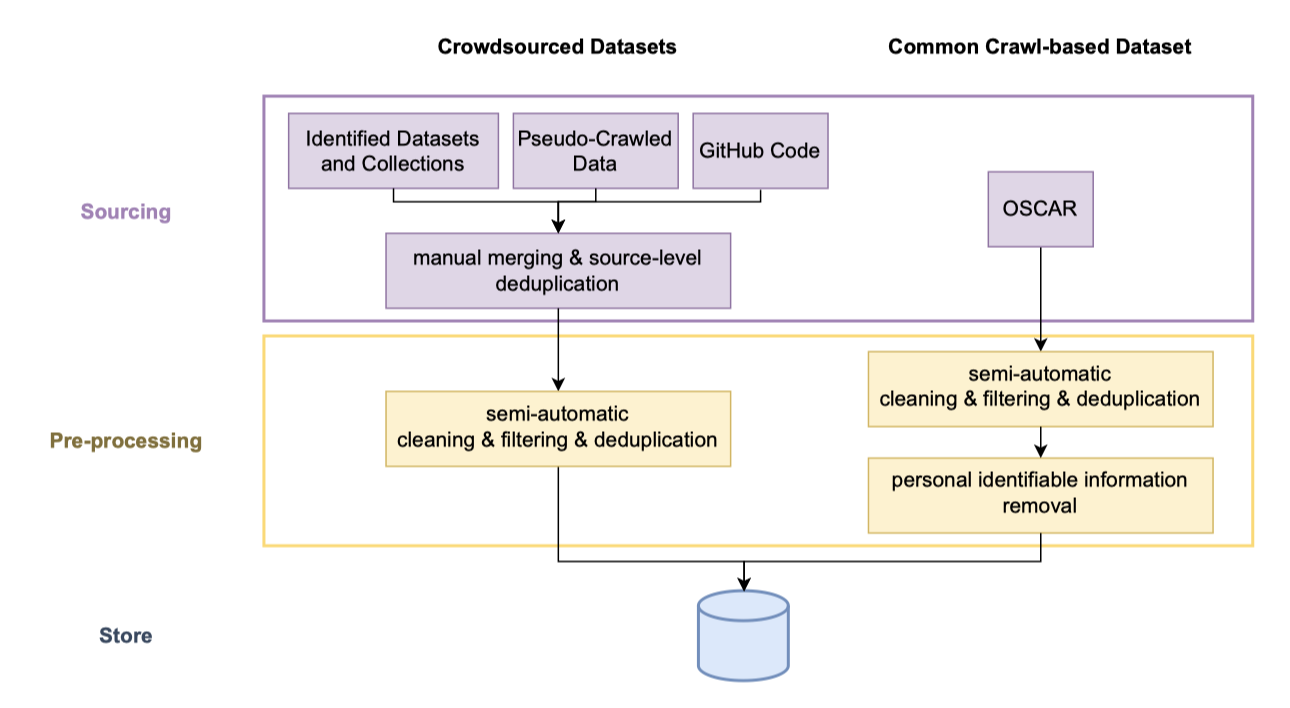 Crowdsourced Datasets
Common Crawl-based Dataset
Sourcing
Identified Datasets
and Collections
Pseudo-Crawled
Data
GitHub Code
OSCAR
manual merging & source-level
deduplication
Pre-processing
semi-automatic
cleaning & filtering & deduplication
semi-automatic
cleaning & filtering & deduplication
personal identifiable information
removal
Store